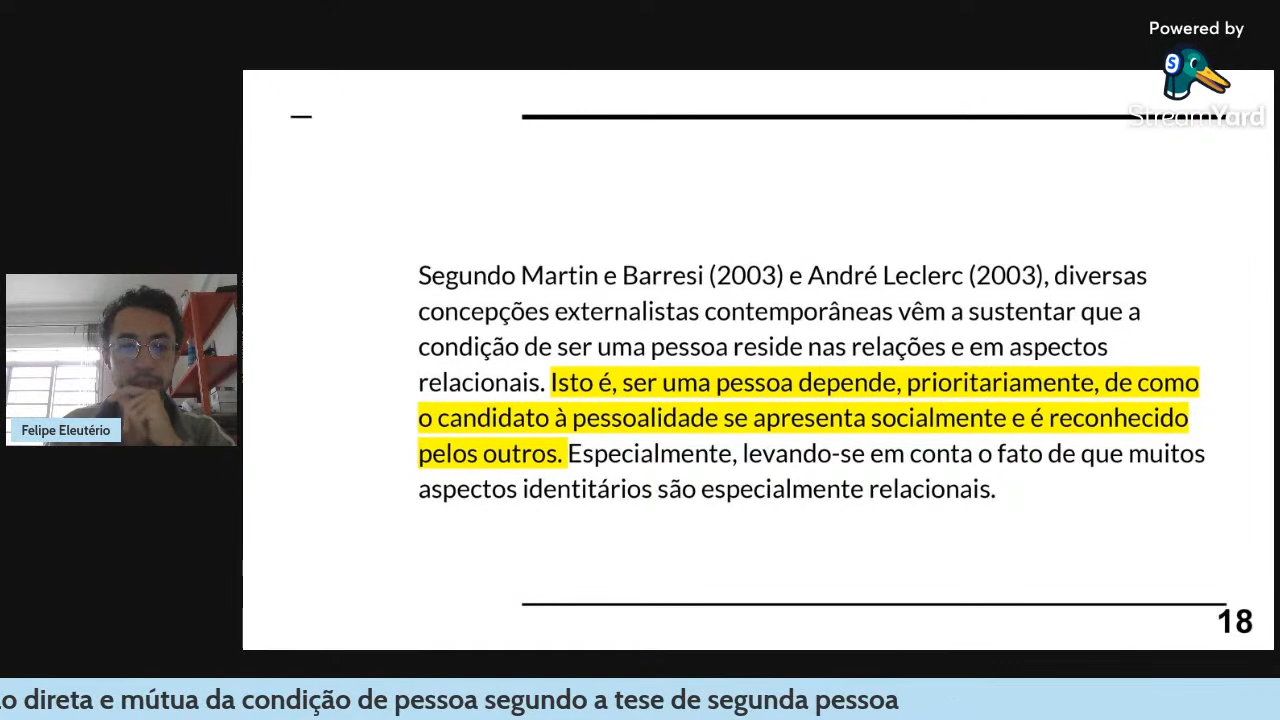 Powered by
StreamYard
Segundo Martin e Barresi (2003) e André Leclerc (2003), diversas
concepções externalistas contemporâneas vêm a sustentar que a
condição de ser uma pessoa reside nas relações e em aspectos
relacionais. Isto é, ser uma pessoa depende, prioritariamente, de como
o candidato à pessoalidade se apresenta socialmente e é reconhecido
pelos outros. Especialmente, levando-se em conta o fato de que muitos
aspectos identitários são especialmente relacionais.
Felipe Eleutério
18
direta e mútua da condição de pessoa segundo a tese de segunda pessoa